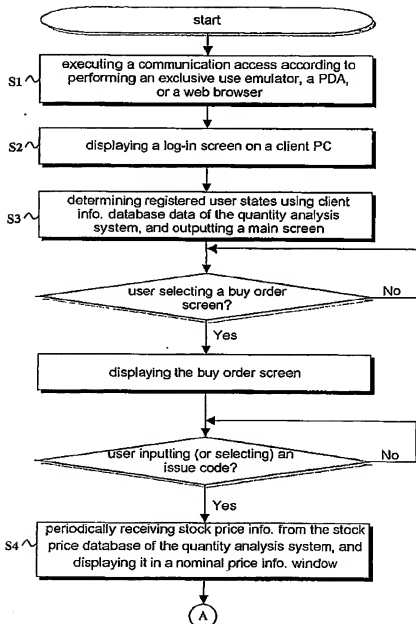 start
S1
executing a communication access according to
performing an exclusive use emulator, a PDA,
or a web browser
S2
displaying a log-in screen on a client PC
S3
determining registered user states using client
info. database data of the quantity analysis
system, and outputting a main screen
user selecting a buy order
screen?
No
Yes
displaying the buy order screen
user inputting (or selecting) an
issue code?
No
Yes
S4
periodically receiving stock price info. from the stock
price database of the quantity analysis system, and
displaying it in a nominal price info. window
A